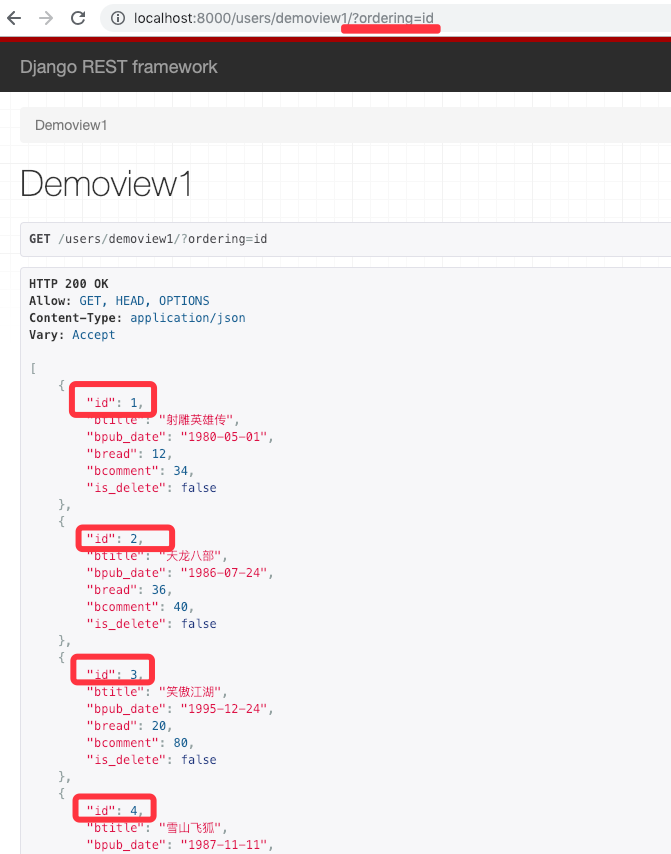 localhost:8000/users/demoview1/?ordering=id
Django REST framework
Demoview1
Demoview1
GET /users/demoview1/?ordering=id
HTTP 200 OK
Allow: GET, HEAD, OPTIONS
Content-Type: application/json
Vary: Accept
[
{
"id": 1,
"btitle": "射雕英雄传",
"bpub_date": "1980-05-01",
"bread": 12,
"bcomment": 34,
"is_delete": false
},
{
"id": 2,
"btitle": "天龙八部",
"bpub_date": "1986-07-24",
"bread": 36,
"bcomment": 40,
"is_delete": false
},
{
"id": 3,
"btitle": "笑傲江湖",
"bpub_date": "1995-12-24",
"bread": 20,
"bcomment": 80,
"is_delete": false
},
{
"id": 4,
"btitle": "雪山飞狐",
"bpub_date": "1987-11-11",